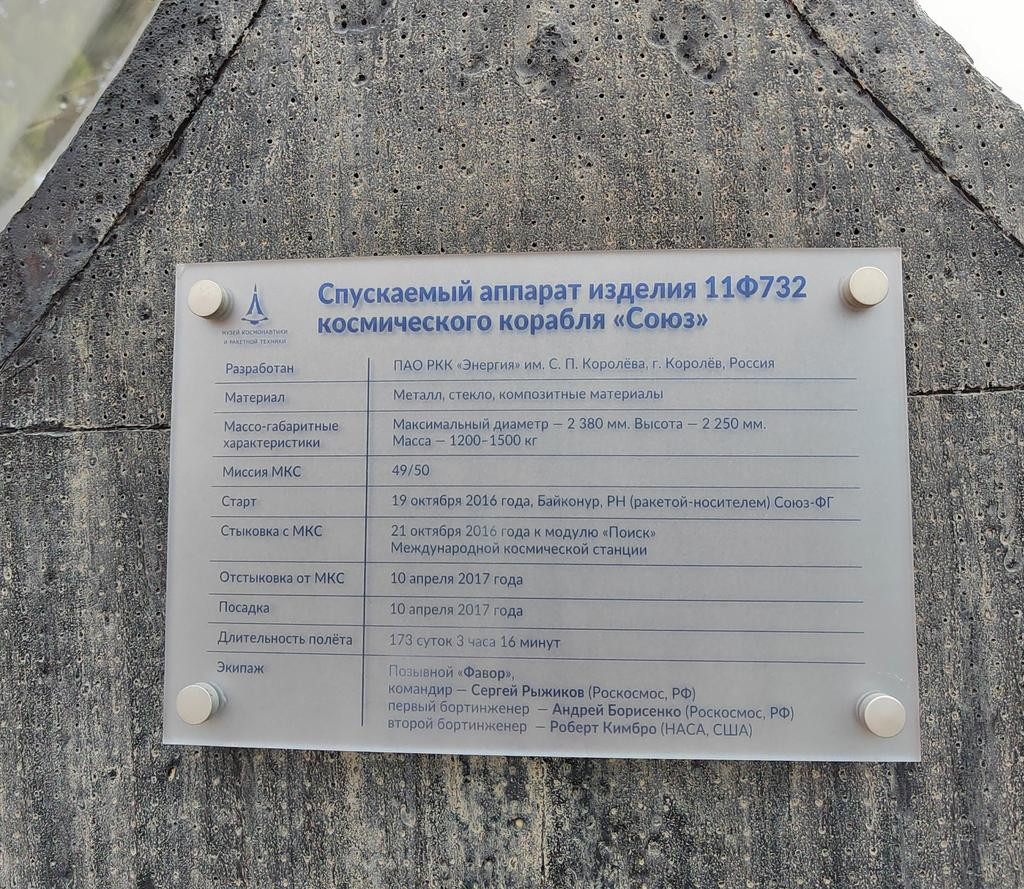 Спускаемый аппарат изделия 11Ф732
космического корабля «Союз»
МУЗЕЙ КОСМОНАВТИКИ
И РАКЕТНОЙ ТЕХНИКИ
Разработан ПАО РКК «Энергия» им. С. П. Королёва, г. Королёв, Россия
Материал Металл, стекло, композитные материалы
Массо-габаритные Максимальный диаметр — 2 380 мм. Высота — 2 250 мм.
характеристики Масса — 1200–1500 кг
Миссия МКС 49/50
Старт 19 октября 2016 года, Байконур, РН (ракетой-носителем) Союз-ФГ
Стыковка с МКС 21 октября 2016 года к модулю «Поиск»
Международной космической станции
Отстыковка от МКС 10 апреля 2017 года
Посадка 10 апреля 2017 года
Длительность полёта 173 суток 3 часа 16 минут
Экипаж Позывной «Фавор»,
командир — Сергей Рыжиков (Роскосмос, РФ)
первый бортинженер — Андрей Борисенко (Роскосмос, РФ)
второй бортинженер — Роберт Кимбро (НАСА, США)